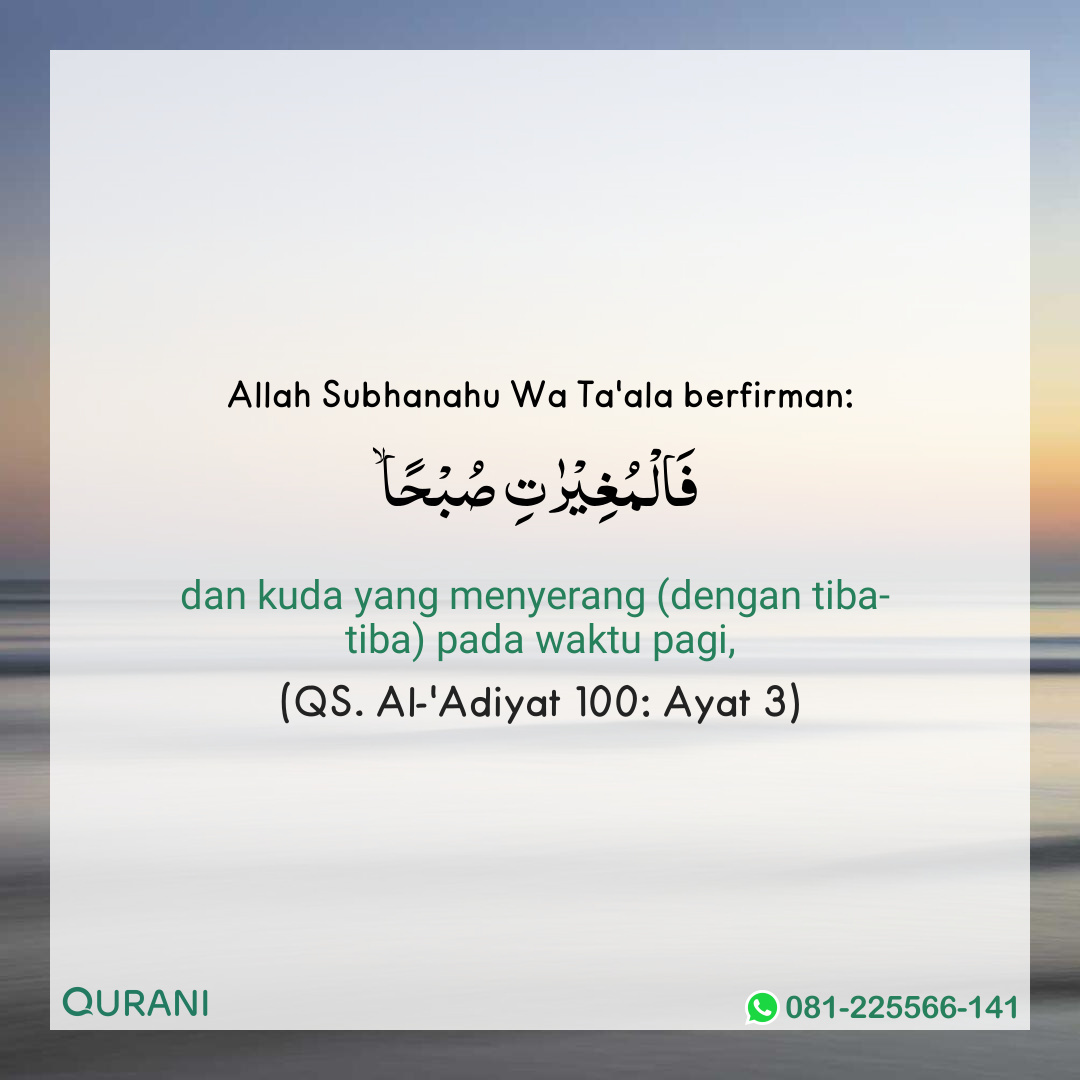 Allah Subhanahu Wa Ta'ala berfirman:
فَالْمُغِيْرٰتِ صُبْحًاۙ
dan kuda yang menyerang (dengan tiba-
tiba) pada waktu pagi,
(QS. Al-'Adiyat 100: Ayat 3)
QURANI
081-225566-141